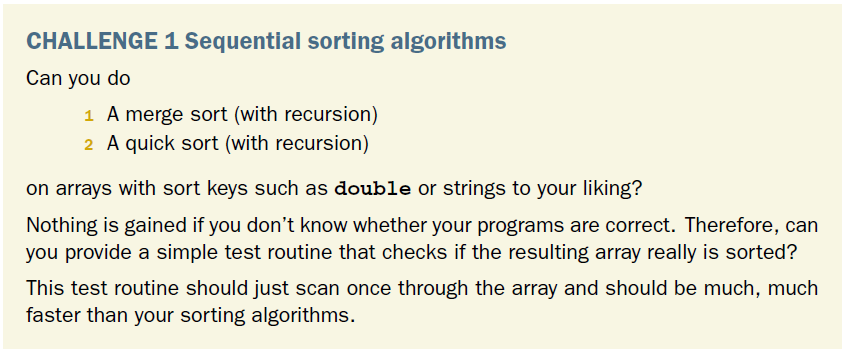 CHALLENGE 1 Sequential sorting algorithms
Can you do
1 A merge sort (with recursion)
2 A quick sort (with recursion)
on arrays with sort keys such as double or strings to your liking?
Nothing is gained if you don’t know whether your programs are correct. Therefore, can
you provide a simple test routine that checks if the resulting array really is sorted?
This test routine should just scan once through the array and should be much, much
faster than your sorting algorithms.